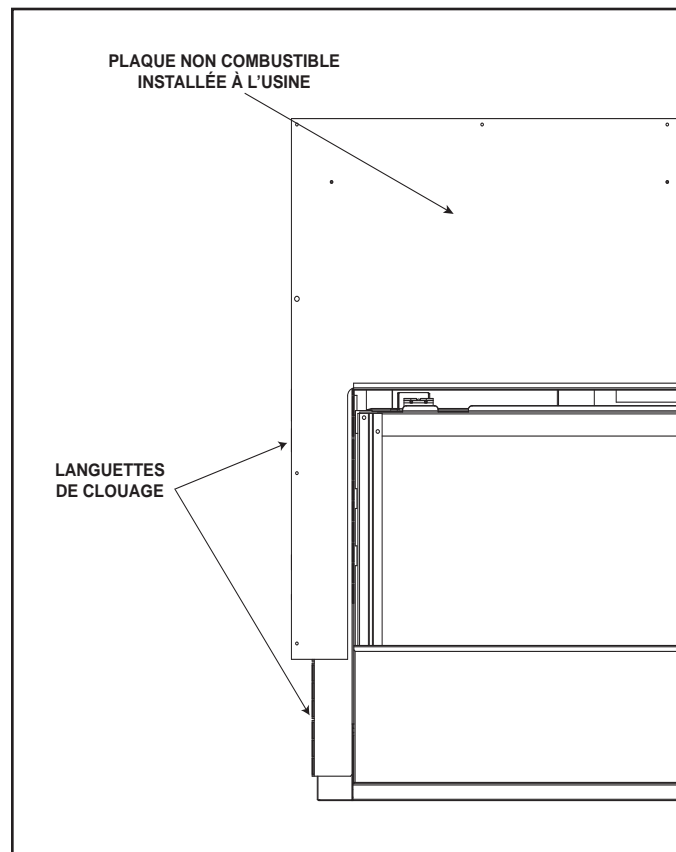 PLAQUE NON COMBUSTIBLE
INSTALLÉE À L’USINE
LANGUETTES
DE CLOUAGE